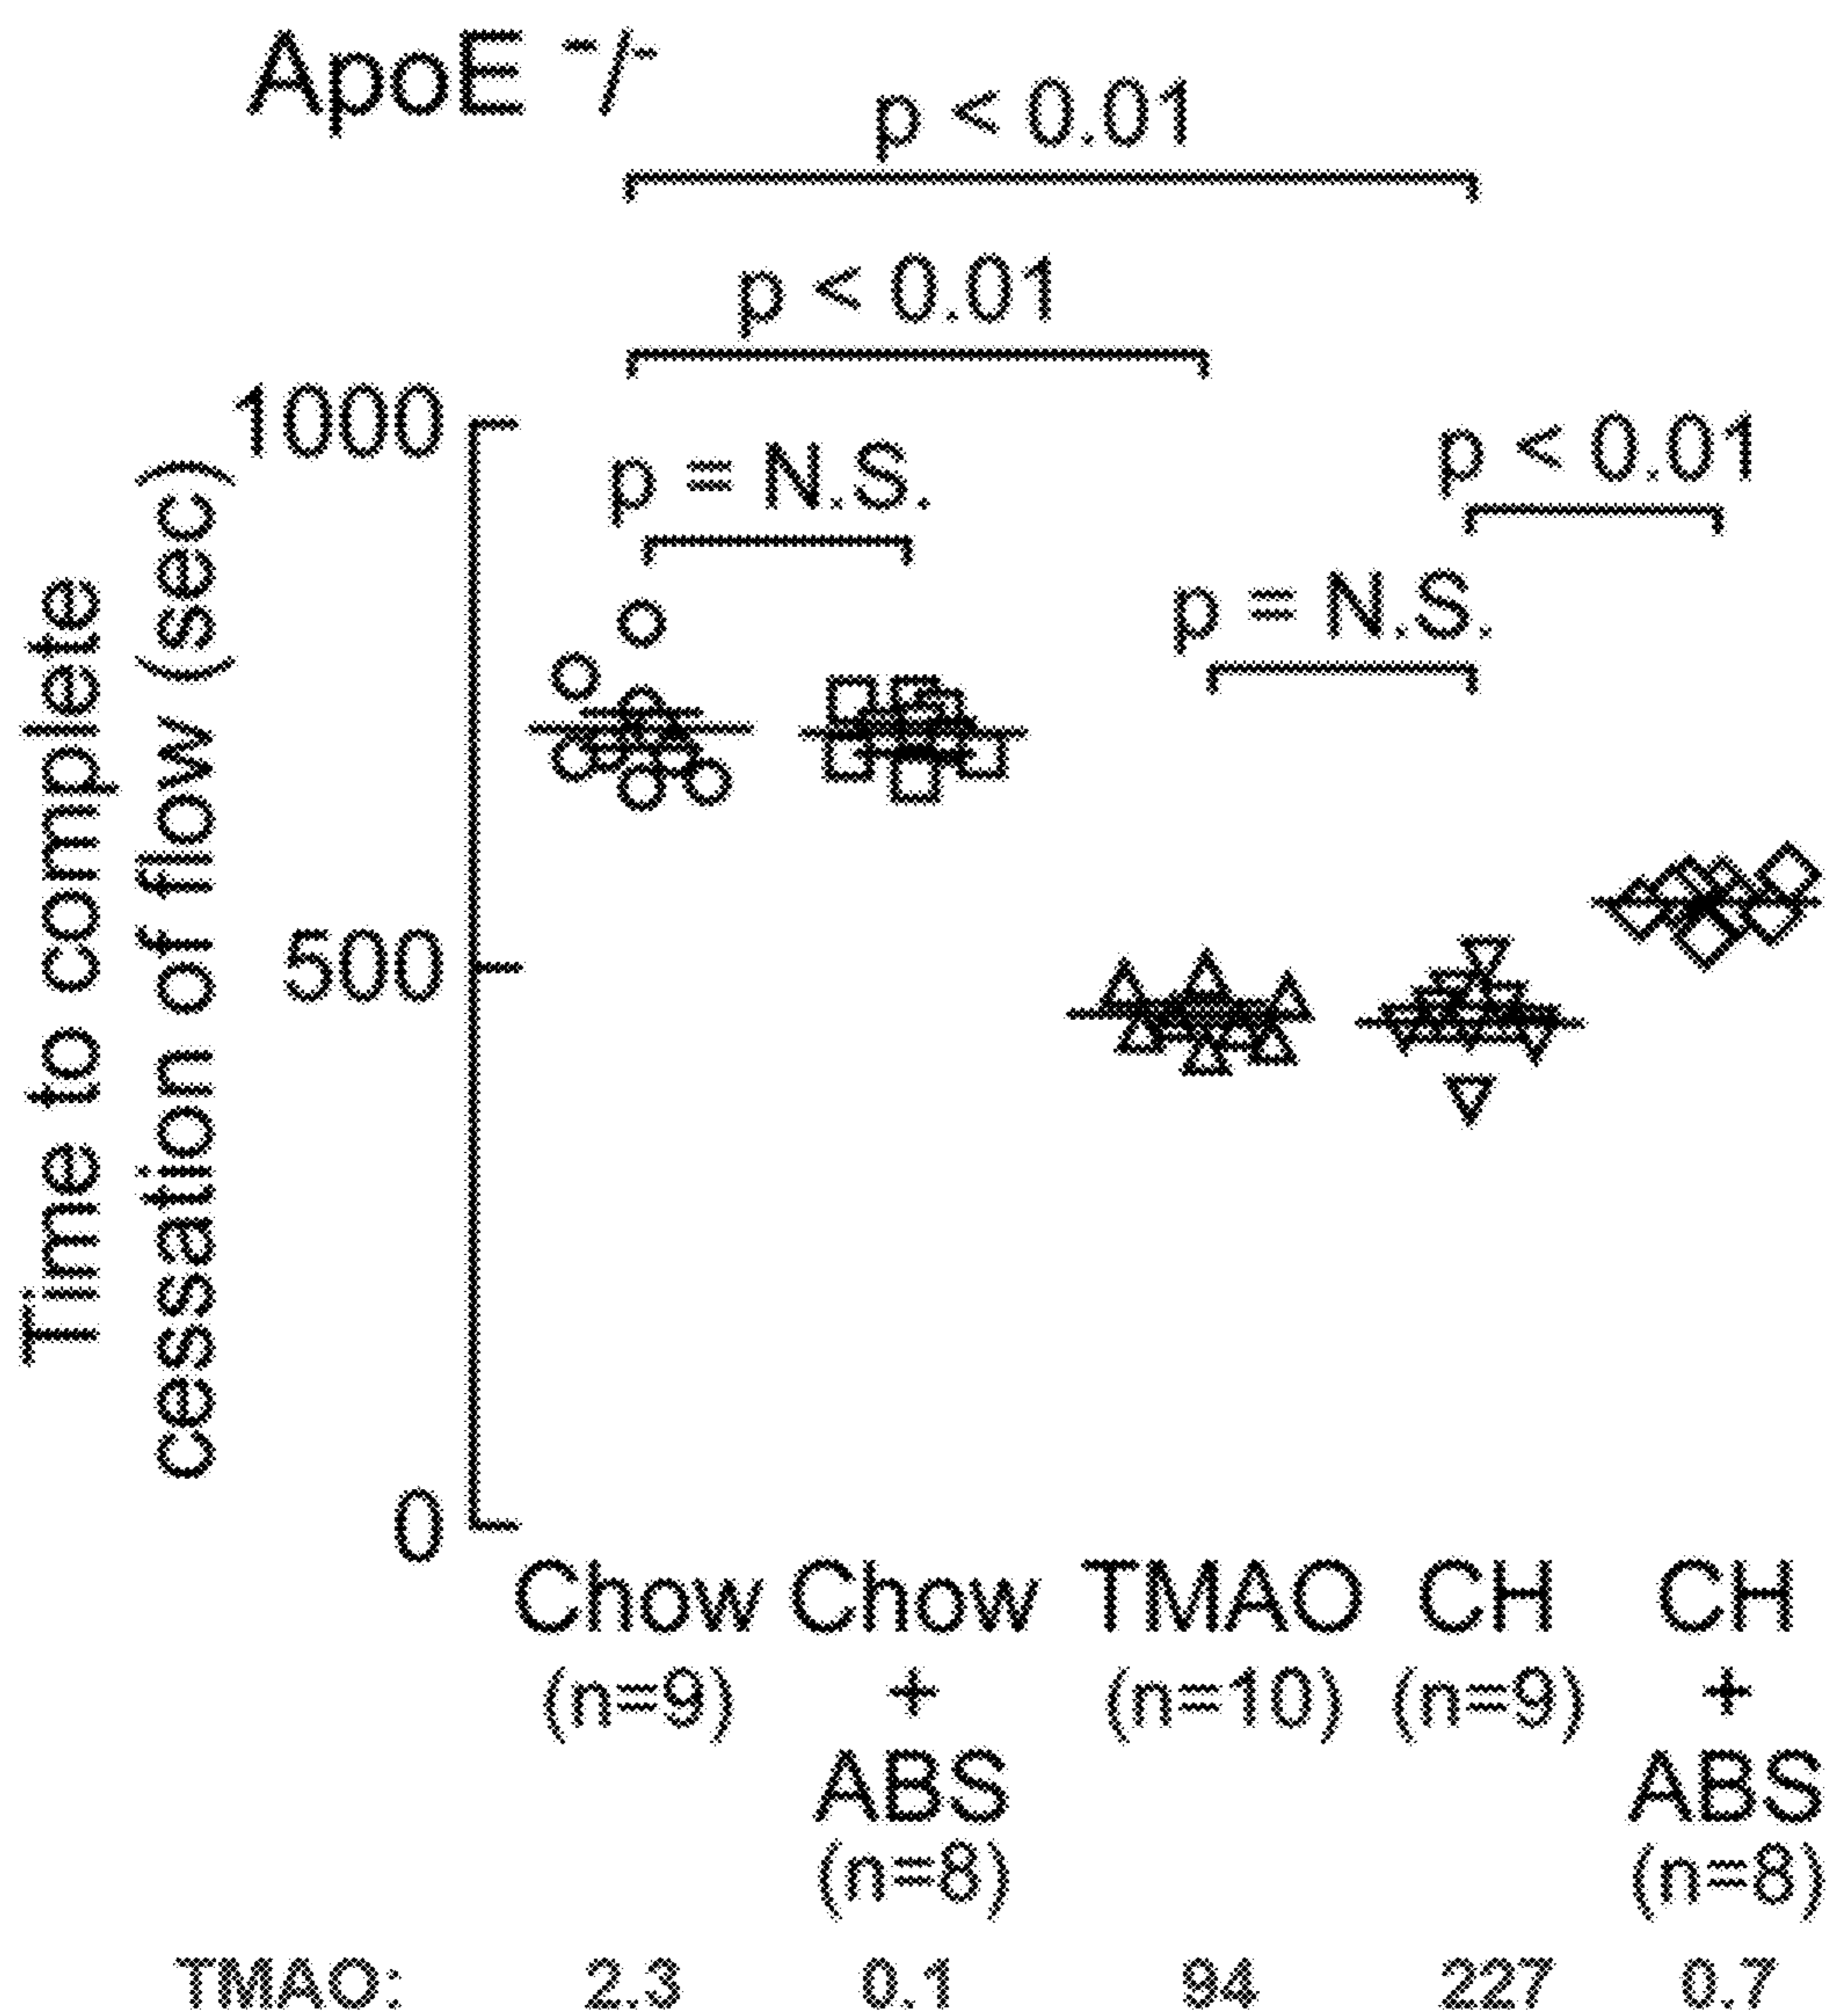 ApoE -/-
p < 0.01
p < 0.01
1000
p = N.S.
p < 0.01
p = N.S.
Time to complete
cessation of flow (sec)
500
0
Chow Chow TMAO CH CH
(n=9) + (n=10) (n=9) +
ABS ABS
(n=8) (n=8)
TMAO: 2.3 0.1 94 227 0.7